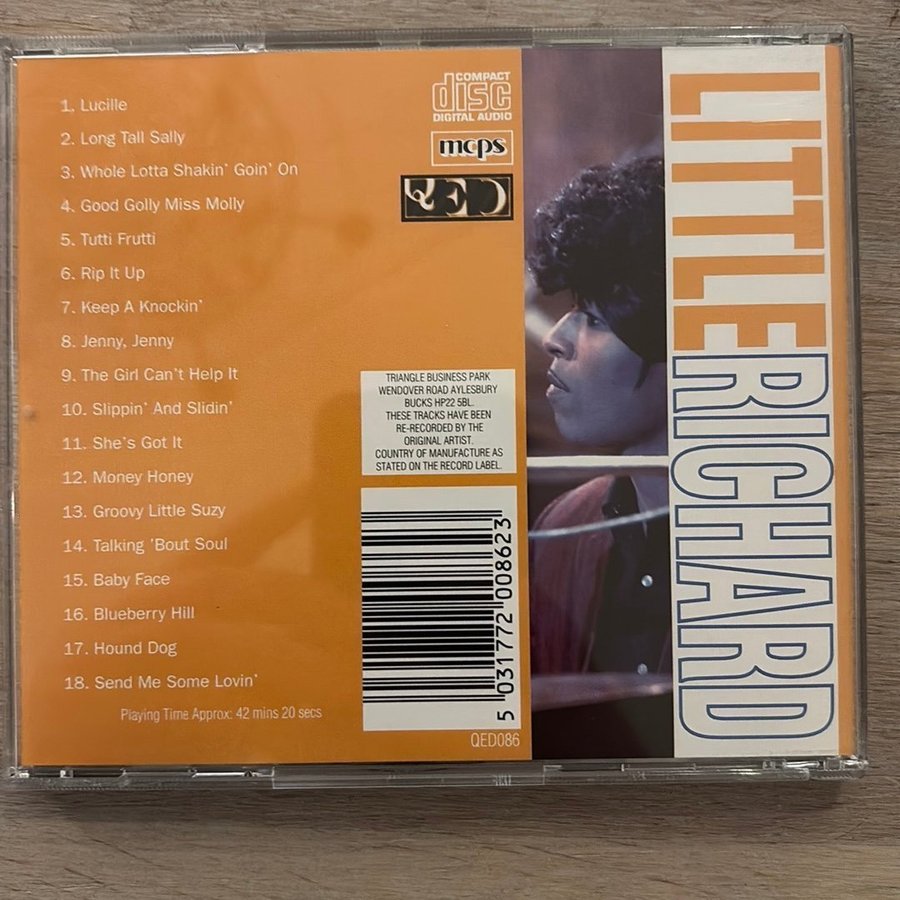 1. Lucille
2. Long Tall Sally
3. Whole Lotta Shakin' Goin' On
4. Good Golly Miss Molly
5. Tutti Frutti
6. Rip It Up
7. Keep A Knockin'
8. Jenny, Jenny
9. The Girl Can't Help It
10. Slippin' And Slidin'
11. She's Got It
12. Money Honey
13. Groovy Little Suzy
14. Talking 'Bout Soul
15. Baby Face
16. Blueberry Hill
17. Hound Dog
18. Send Me Some Lovin'
Playing Time Approx: 42 mins 20 secs
COMPACT
disc
DIGITAL AUDIO
mcps
QED
TRIANGLE BUSINESS PARK
WENDOVER ROAD AYLESBURY
BUCKS HP22 5BL.
THESE TRACKS HAVE BEEN
RE-RECORDED BY THE
ORIGINAL ARTIST.
COUNTRY OF MANUFACTURE AS
STATED ON THE RECORD LABEL.
5 031772 008623
QED086
LITTLE RICHARD